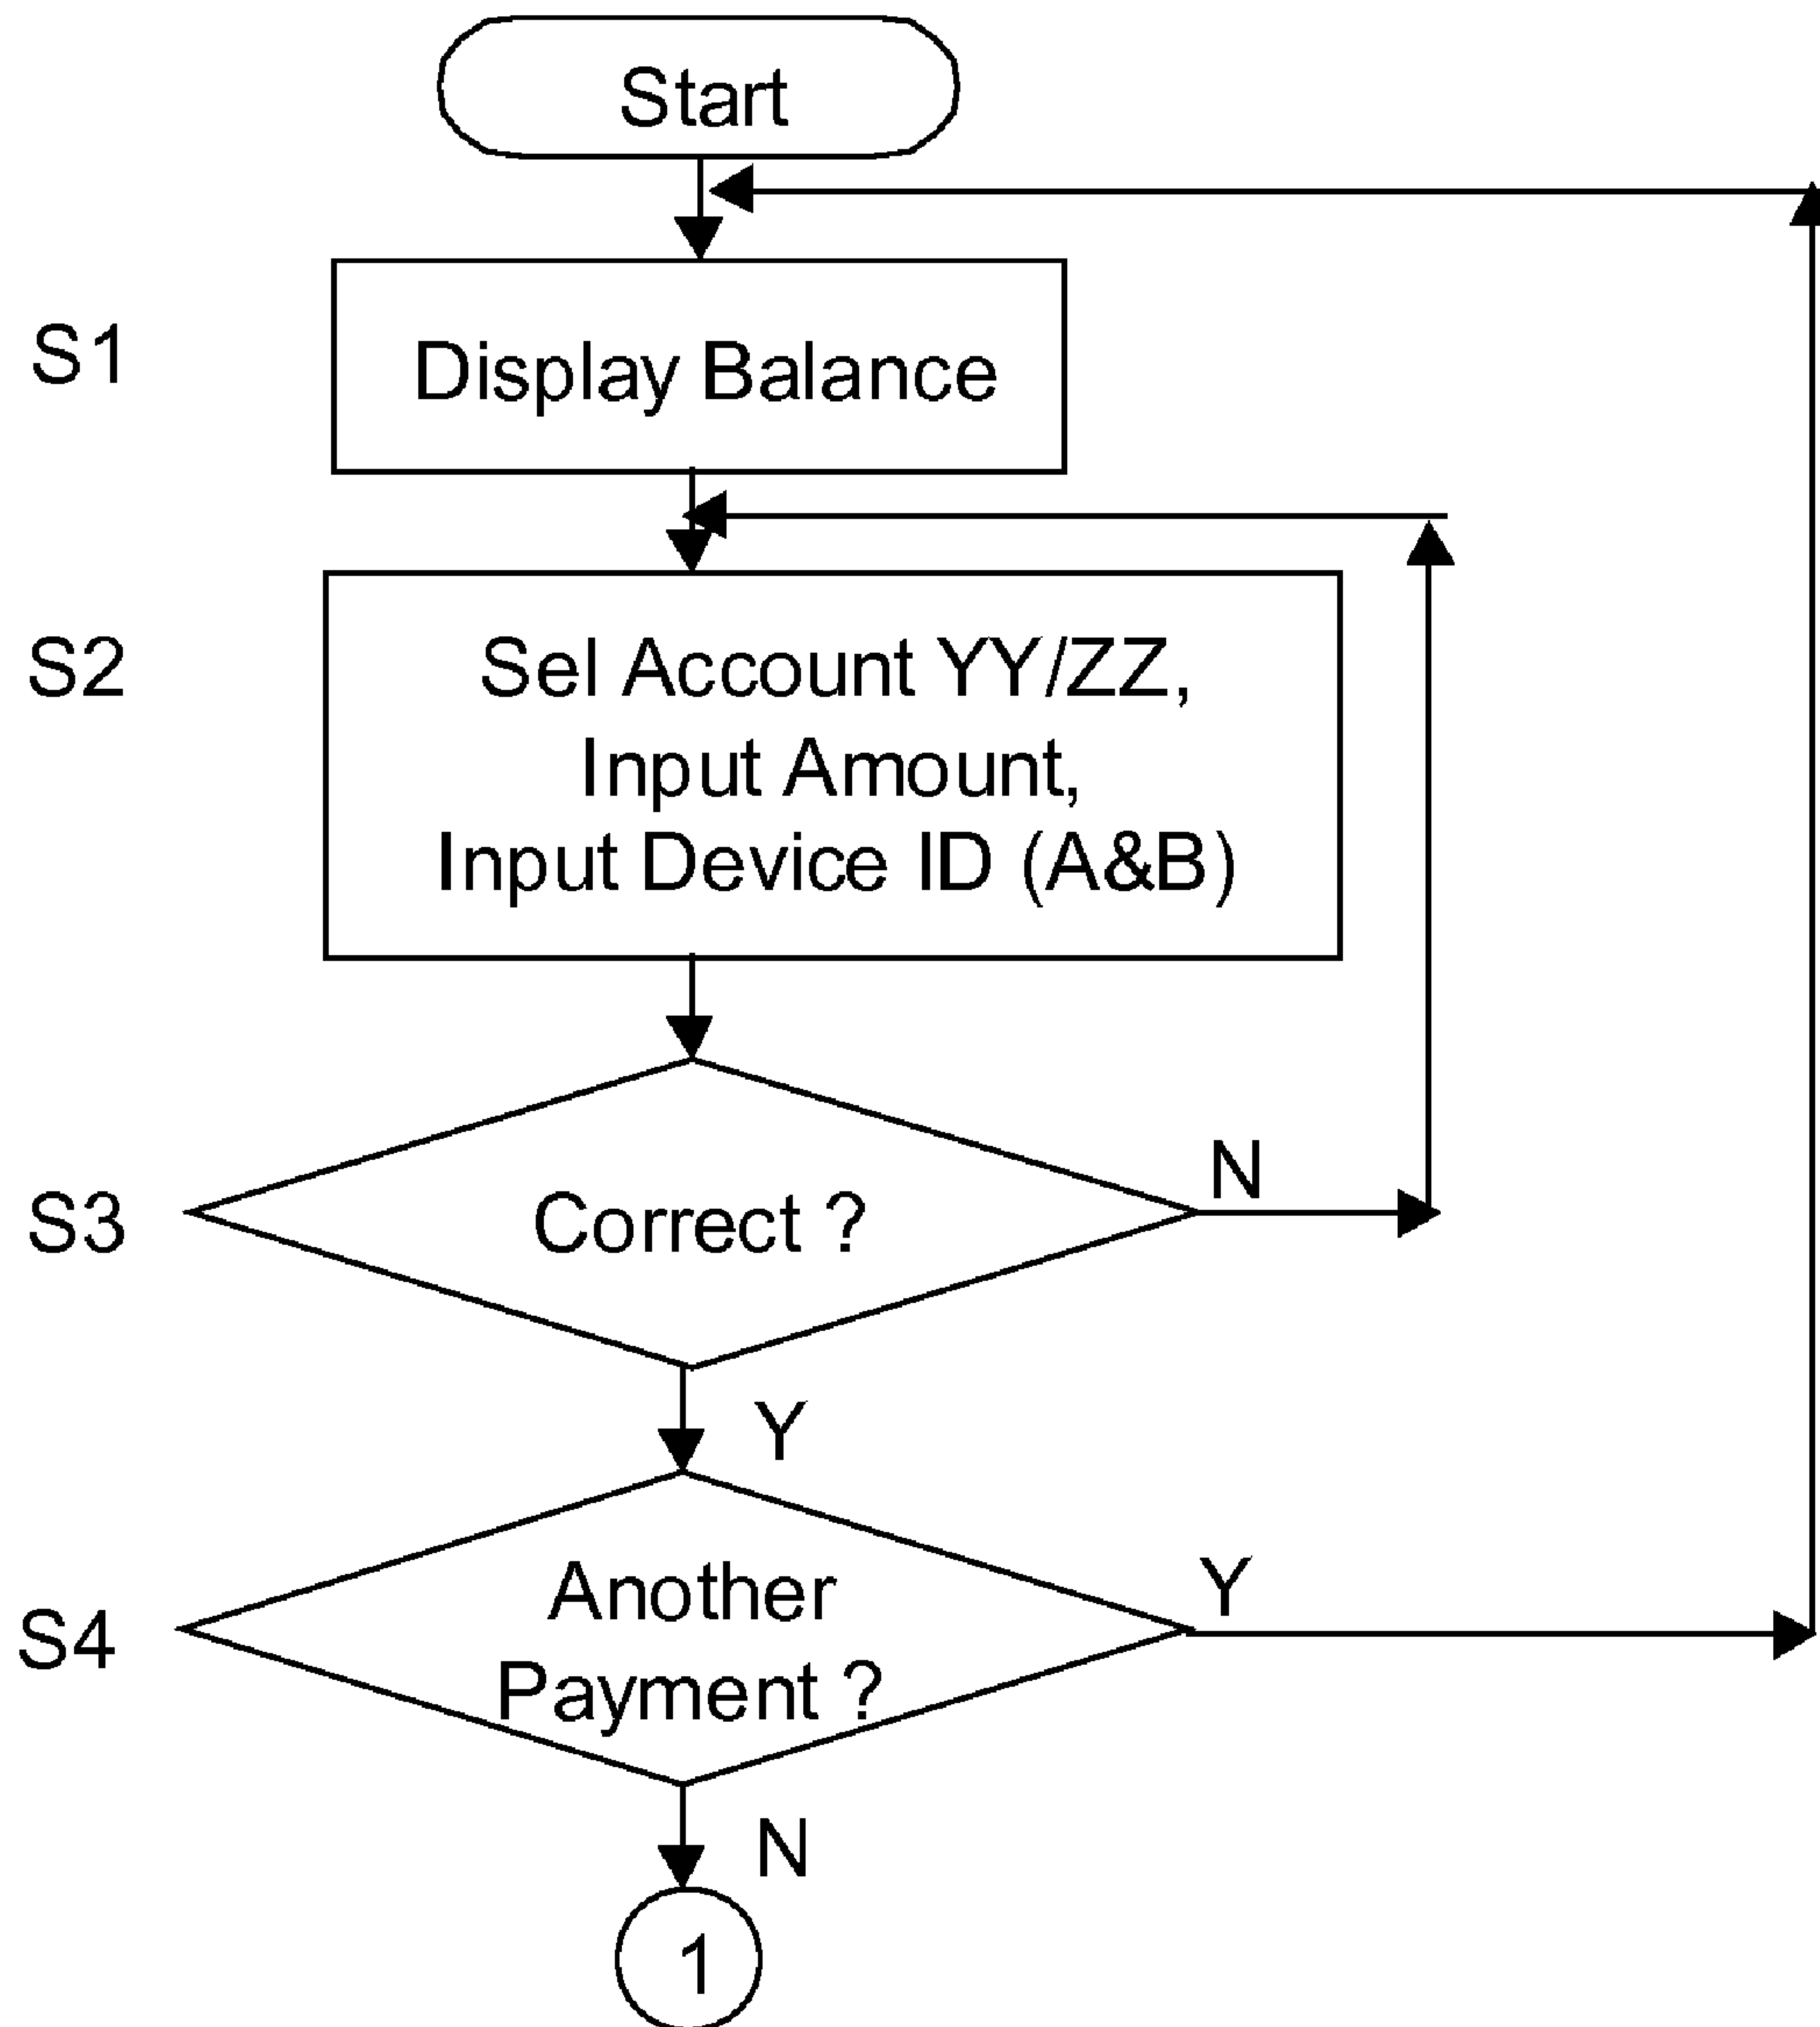 Start
S1
Display Balance
S2
Sel Account YY/ZZ,
Input Amount,
Input Device ID (A&B)
S3
Correct ?
N
Y
S4
Another
Payment ?
Y
N
1